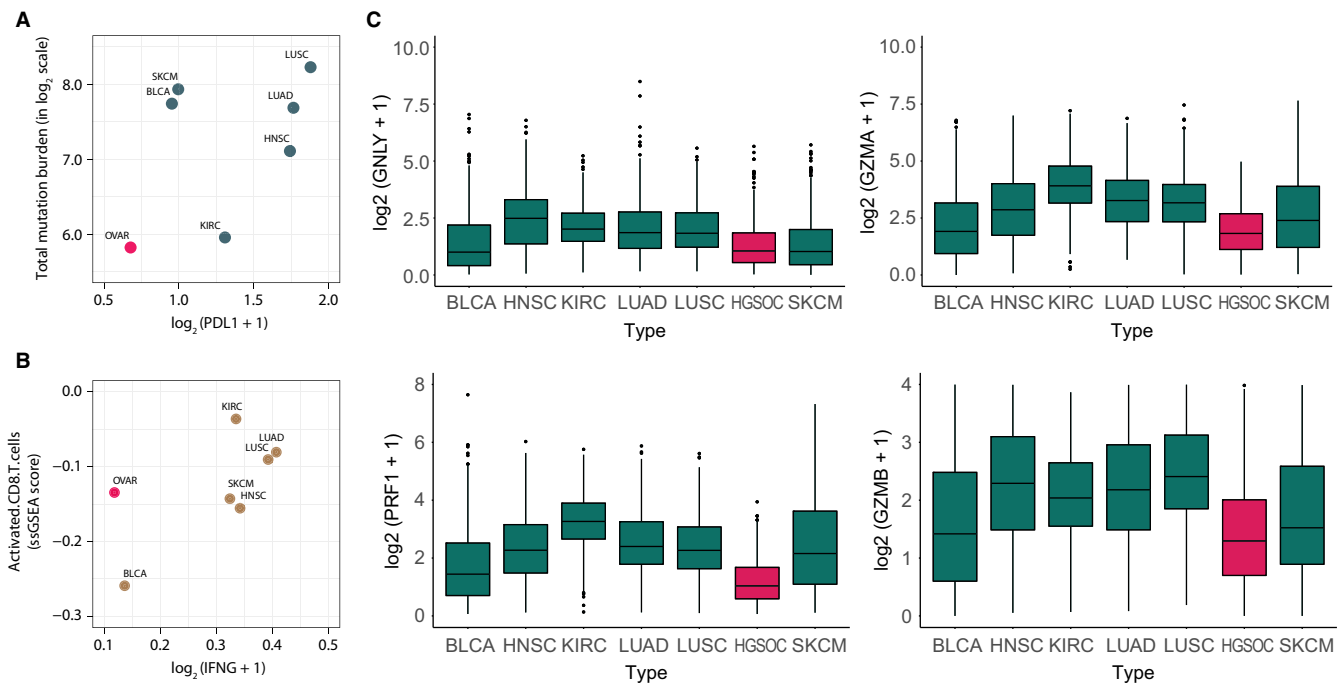 A
Total mutation burden (in log2 scale)
8.0
7.0
6.0
LUSC
SKCM
BLCA
LUAD
HNSC
OVAR
KIRC
0.5 1.0 1.5 2.0
log2 (PDL1 + 1)
B
Activated.CD8.T.cells
(ssGSEA score)
0.0
−0.1
−0.2
−0.3
KIRC
LUAD
LUSC
OVAR
SKCM
HNSC
BLCA
0.1 0.2 0.3 0.4 0.5
log2 (IFNG + 1)
C
log2 (GNLY + 1)
10.0
7.5
5.0
2.5
0.0
BLCA HNSC KIRC LUAD LUSC HGSOC SKCM
Type
log2 (GZMA + 1)
10.0
7.5
5.0
2.5
0.0
BLCA HNSC KIRC LUAD LUSC HGSOC SKCM
Type
log2 (PRF1 + 1)
8
6
4
2
0
BLCA HNSC KIRC LUAD LUSC HGSOC SKCM
Type
log2 (GZMB + 1)
4
3
2
1
0
BLCA HNSC KIRC LUAD LUSC HGSOC SKCM
Type